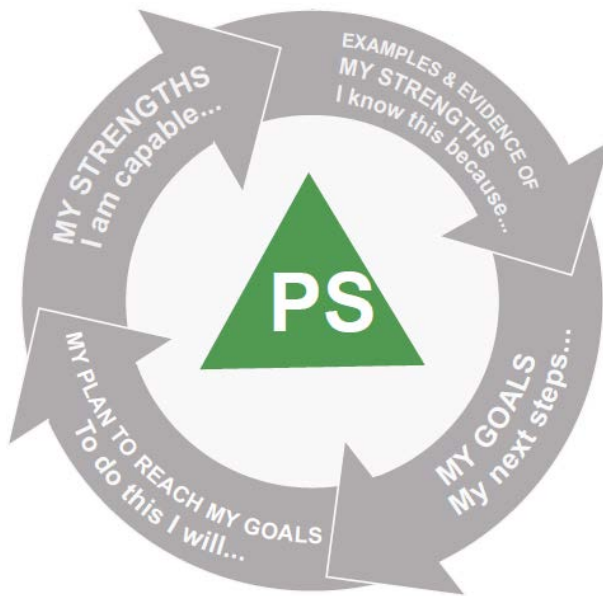 MY STRENGTHS
I am capable...
EXAMPLES & EVIDENCE OF
MY STRENGTHS
I know this because...
MY GOALS
My next steps...
MY PLAN TO REACH MY GOALS
To do this I will...
PS